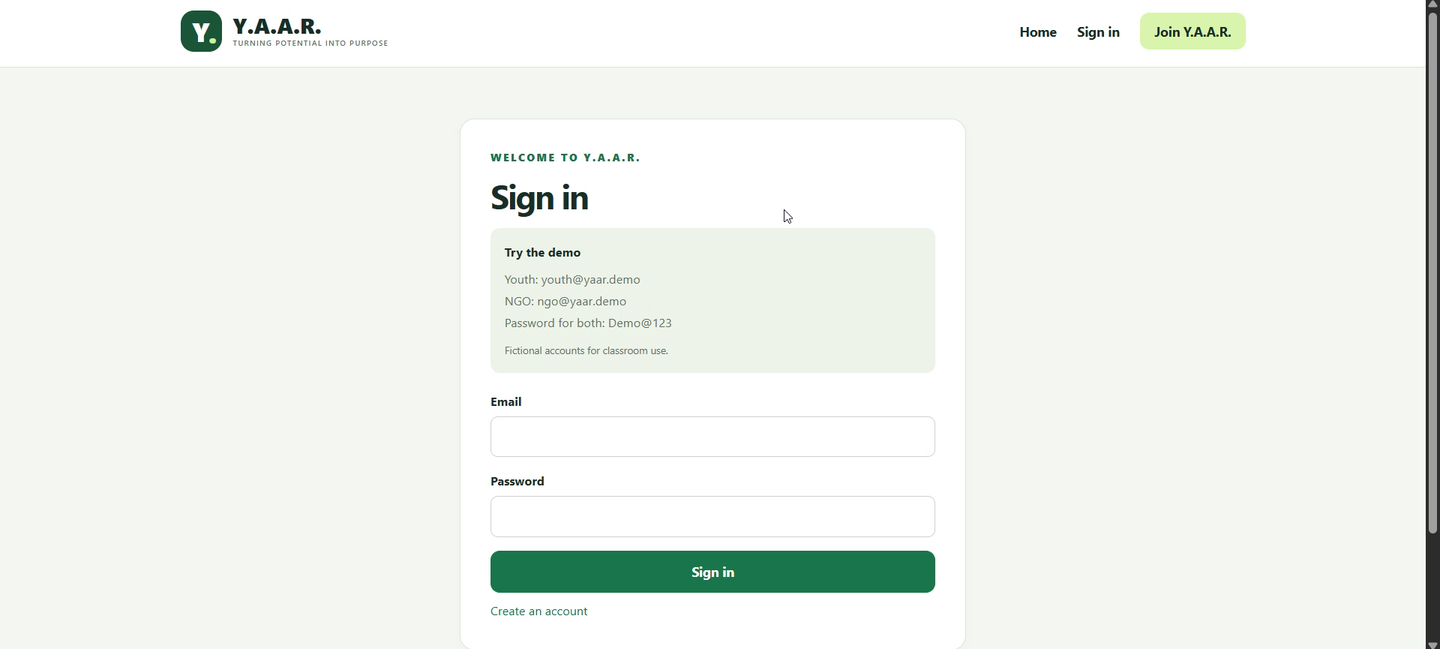 Y.
Y.A.A.R.
TURNING POTENTIAL INTO PURPOSE
Home
Sign in
Join Y.A.A.R.
WELCOME TO Y.A.A.R.
Sign in
Try the demo
Youth: youth@yaar.demo
NGO: ngo@yaar.demo
Password for both: Demo@123
Fictional accounts for classroom use.
Email
Password
Sign in
Create an account